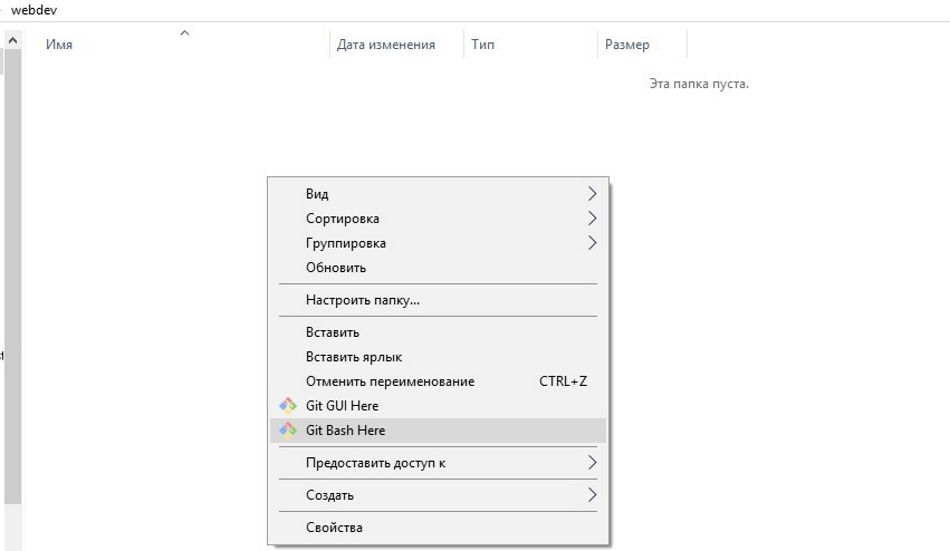 webdev
Имя Дата изменения Тип Размер
Эта папка пуста.
Вид
Сортировка
Группировка
Обновить
Настроить папку...
Вставить
Вставить ярлык
Отменить переименование CTRL+Z
Git GUI Here
Git Bash Here
Предоставить доступ к
Создать
Свойства